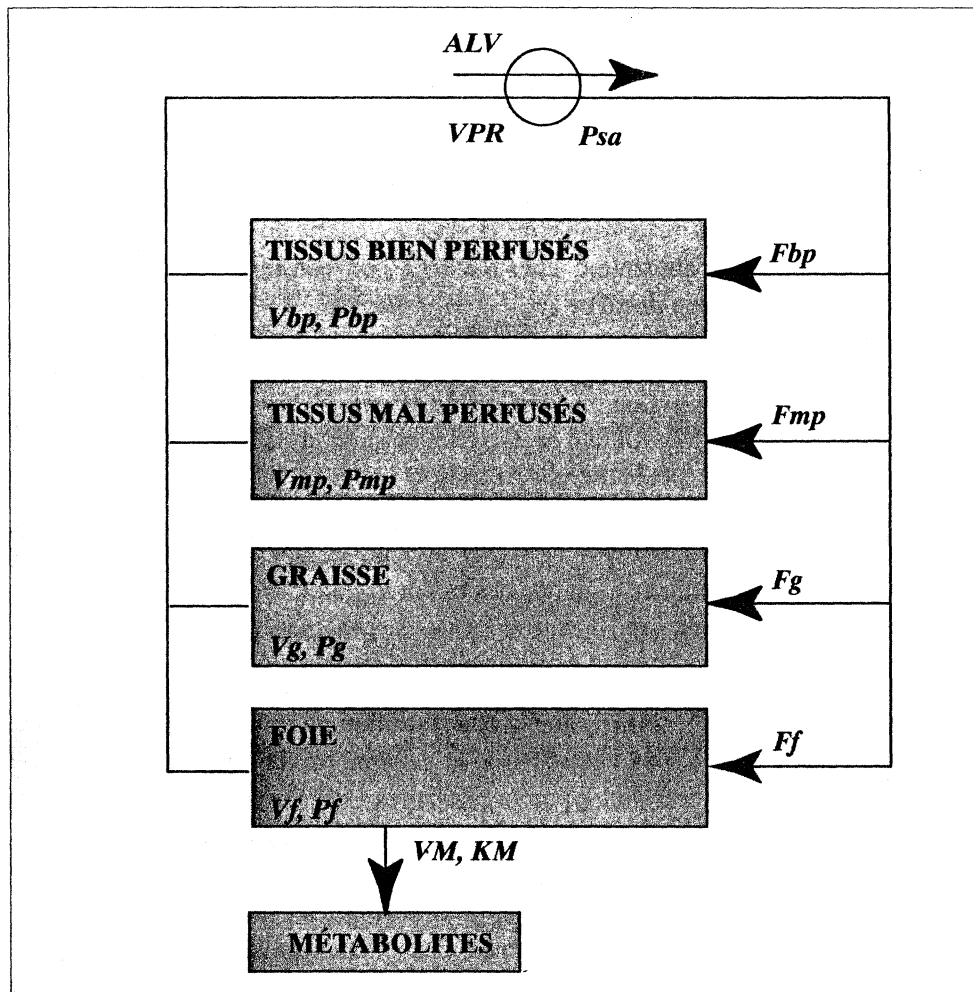 ALV
VPR Psa
TISSUS BIEN PERFUSÉS
Fbp
Vbp, Pbp
TISSUS MAL PERFUSÉS
Fmp
Vmp, Pmp
GRAISSE
Fg
Vg, Pg
FOIE
Ff
Vf, Pf
VM, KM
MÉTABOLITES